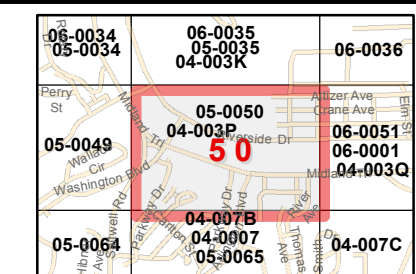 06-0034
05-0034
06-0035
05-0035
04-003K
06-0036
Perry
St
Midland Trl
05-0050
04-003P
50
Riverside Dr
Altizer Ave
Crane Ave
Elm St
05-0049
06-0051
06-0001
04-003Q
Wallace
Cir
Washington Blvd
Midland Trl
Parkway Dr
River
Ave
04-007B
04-0007
05-0065
05-0064
Carlton St
Thomas
Ave
04-007C